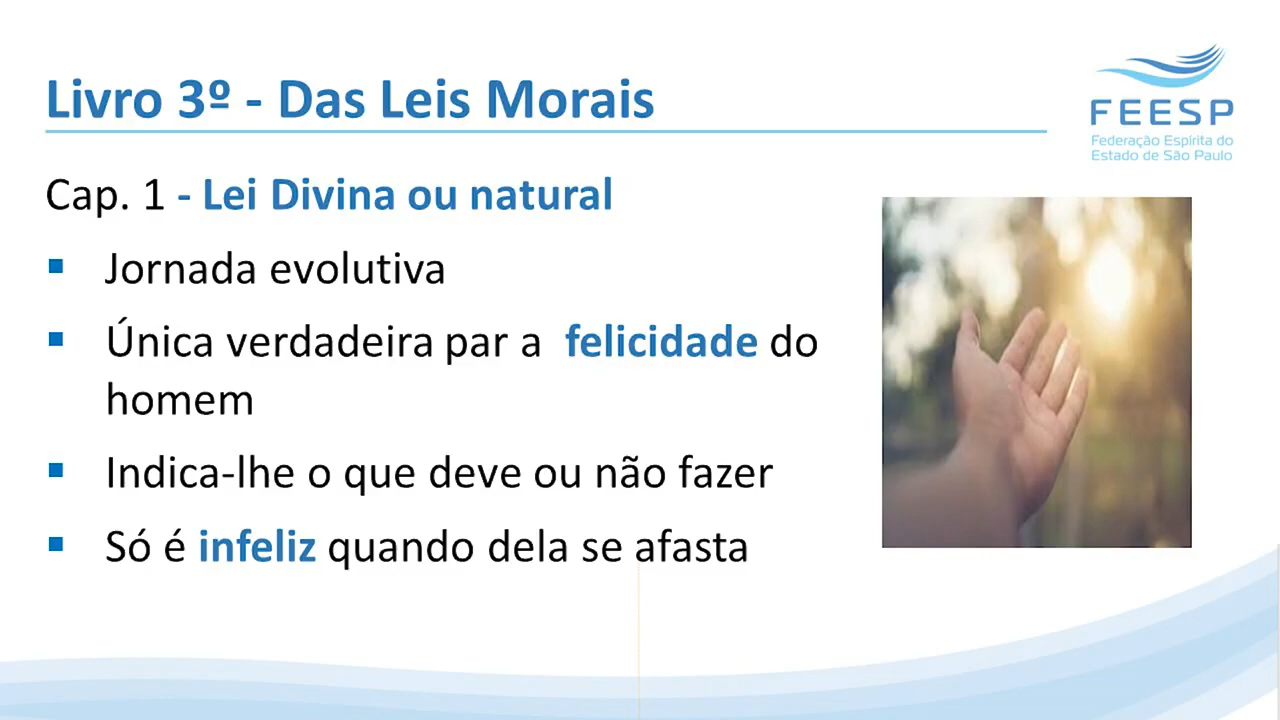 Livro 3º - Das Leis Morais
FEESP
Federação Espírita do
Estado de São Paulo
Cap. 1 - Lei Divina ou natural
▪ Jornada evolutiva
▪ Única verdadeira par a felicidade do
homem
▪ Indica-lhe o que deve ou não fazer
▪ Só é infeliz quando dela se afasta